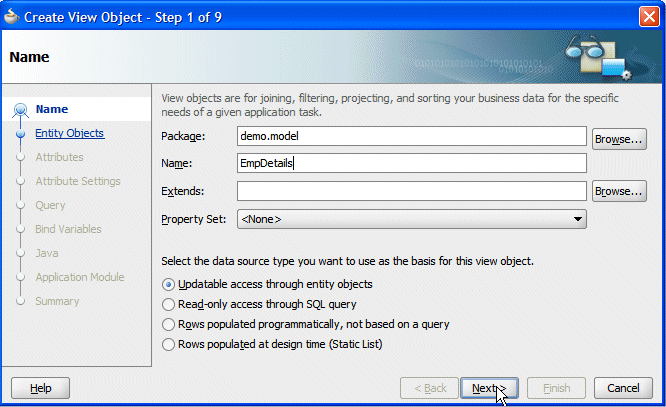 Create View Object - Step 1 of 9
Name
Name
Entity Objects
Attributes
Attribute Settings
Query
Bind Variables
Java
Application Module
Summary
View objects are for joining, filtering, projecting, and sorting your business data for the specific
needs of a given application task.
Package: demo.model Browse...
Name: EmpDetails
Extends: Browse...
Property Set: <None>
Select the data source type you want to use as the basis for this view object.
Updatable access through entity objects
Read-only access through SQL query
Rows populated programmatically, not based on a query
Rows populated at design time (Static List)
Help < Back Next > Finish Cancel